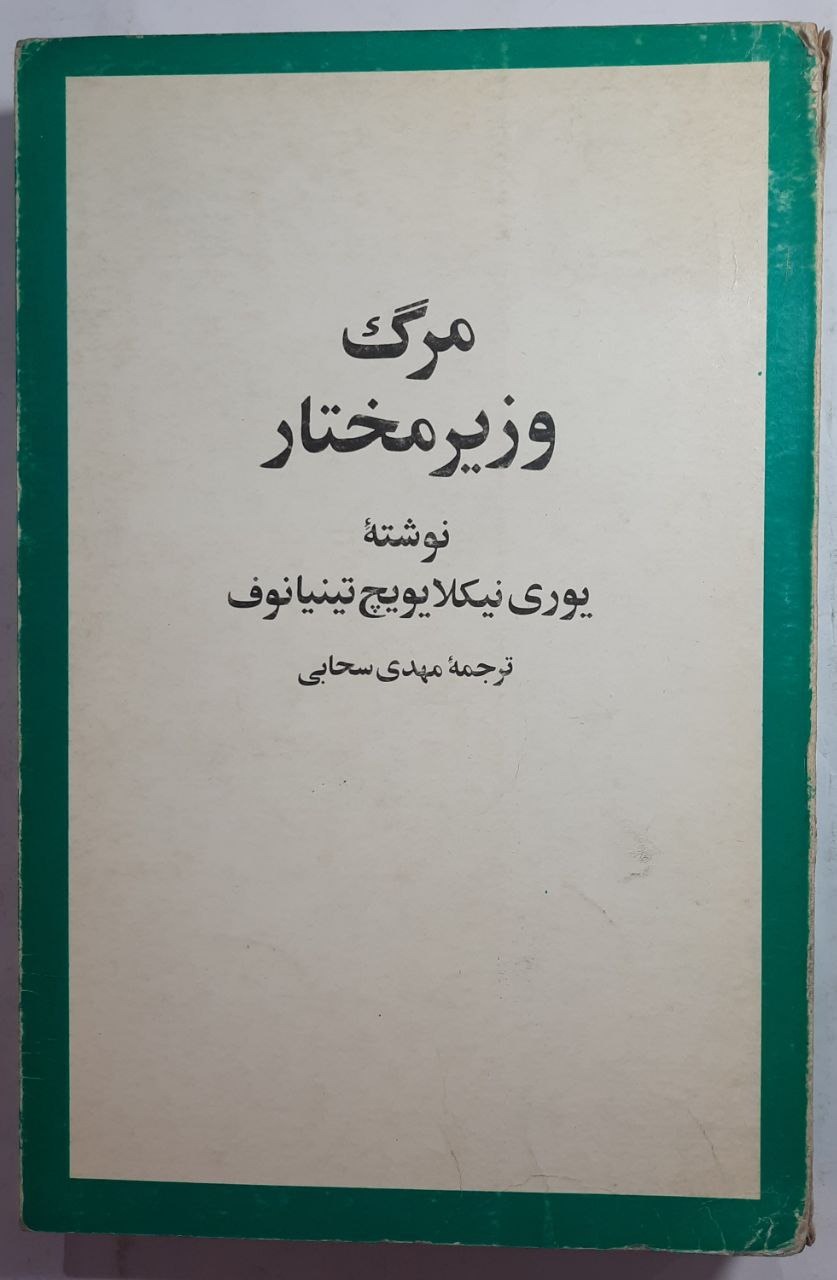 مرگ
وزیرمختار
نوشتهٔ
یوری نیکلایویچ تینیانوف
ترجمهٔ مهدی سحابی